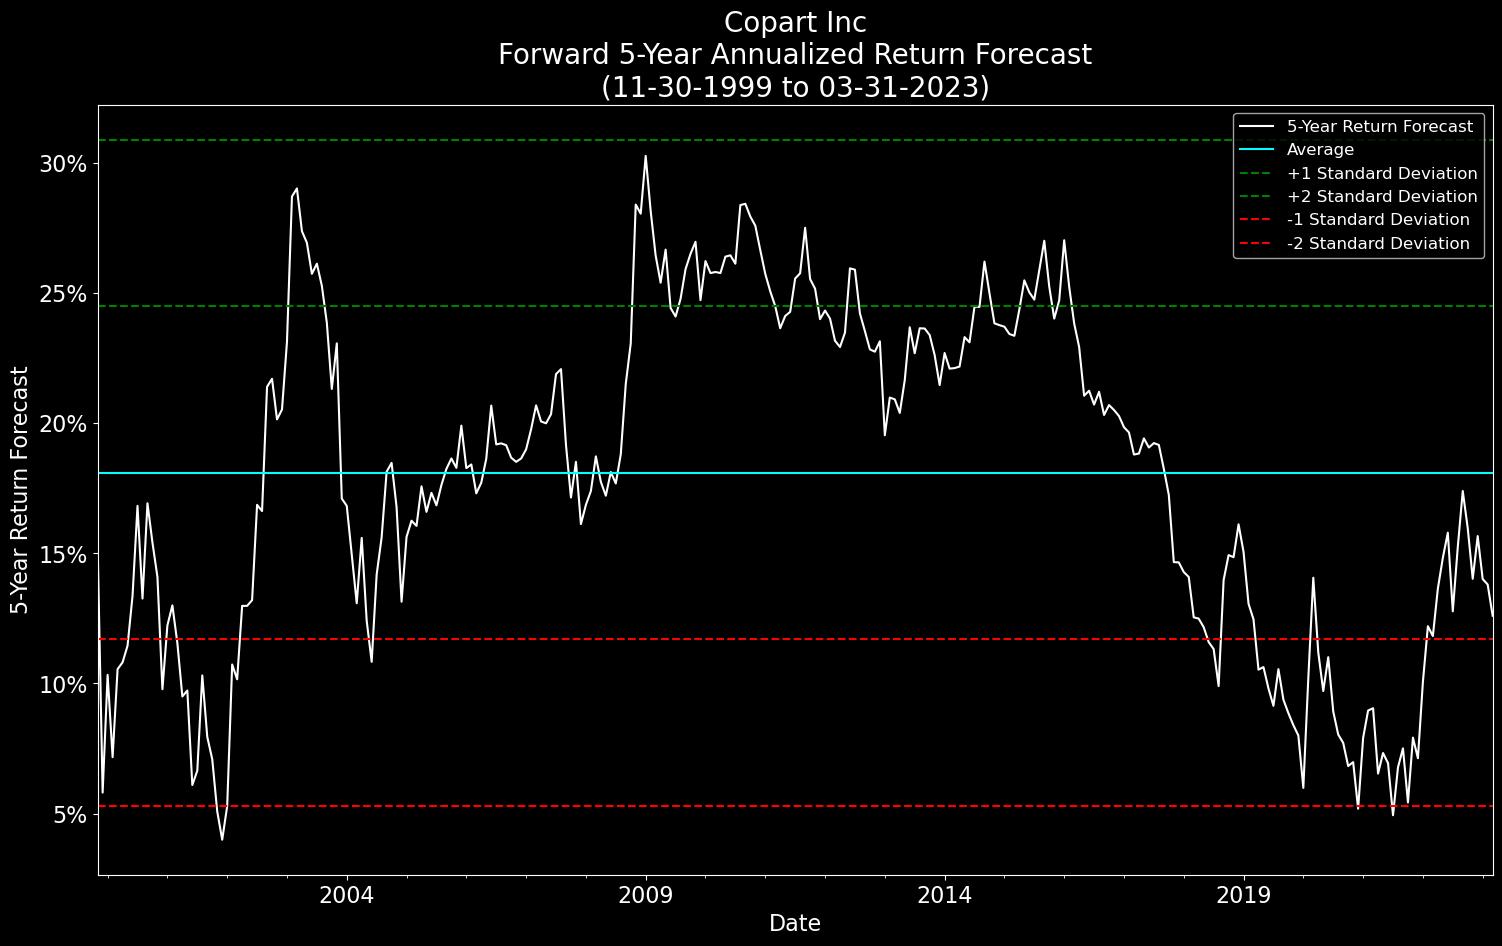 Copart Inc
Forward 5-Year Annualized Return Forecast
(11-30-1999 to 03-31-2023)
5-Year Return Forecast
Average
+1 Standard Deviation
+2 Standard Deviation
-1 Standard Deviation
-2 Standard Deviation
30%
25%
20%
15%
10%
5%
5-Year Return Forecast
2004
2009
2014
2019
Date